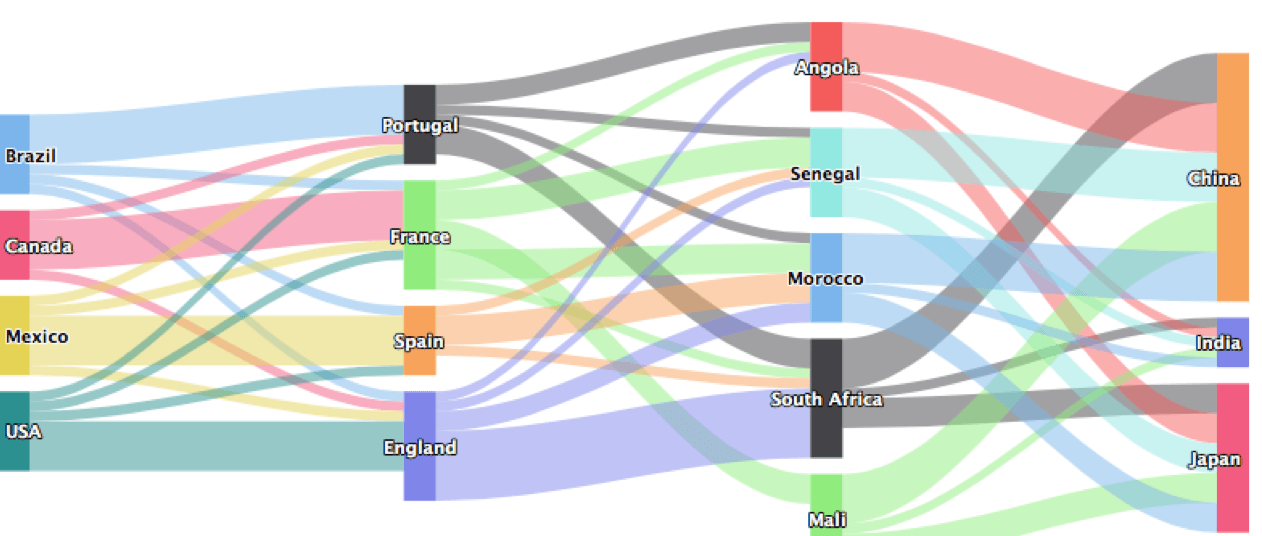 Brazil
Canada
Mexico
USA
Portugal
France
Spain
England
Angola
Senegal
Morocco
South Africa
Mali
China
India
Japan